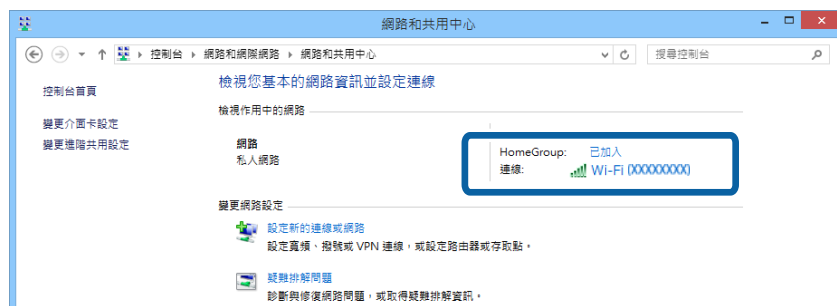 網路和共用中心
控制台 ▸ 網路和網際網路 ▸ 網路和共用中心
搜尋控制台
控制台首頁
變更介面卡設定
變更進階共用設定
檢視您基本的網路資訊並設定連線
檢視作用中的網路
網路
私人網路
HomeGroup: 已加入
連線: Wi-Fi (XXXXXXXX)
變更網路設定
設定新的連線或網路
設定寬頻、撥號或 VPN 連線，或設定路由器或存取點。
疑難排解問題
診斷與修復網路問題，或取得疑難排解資訊。